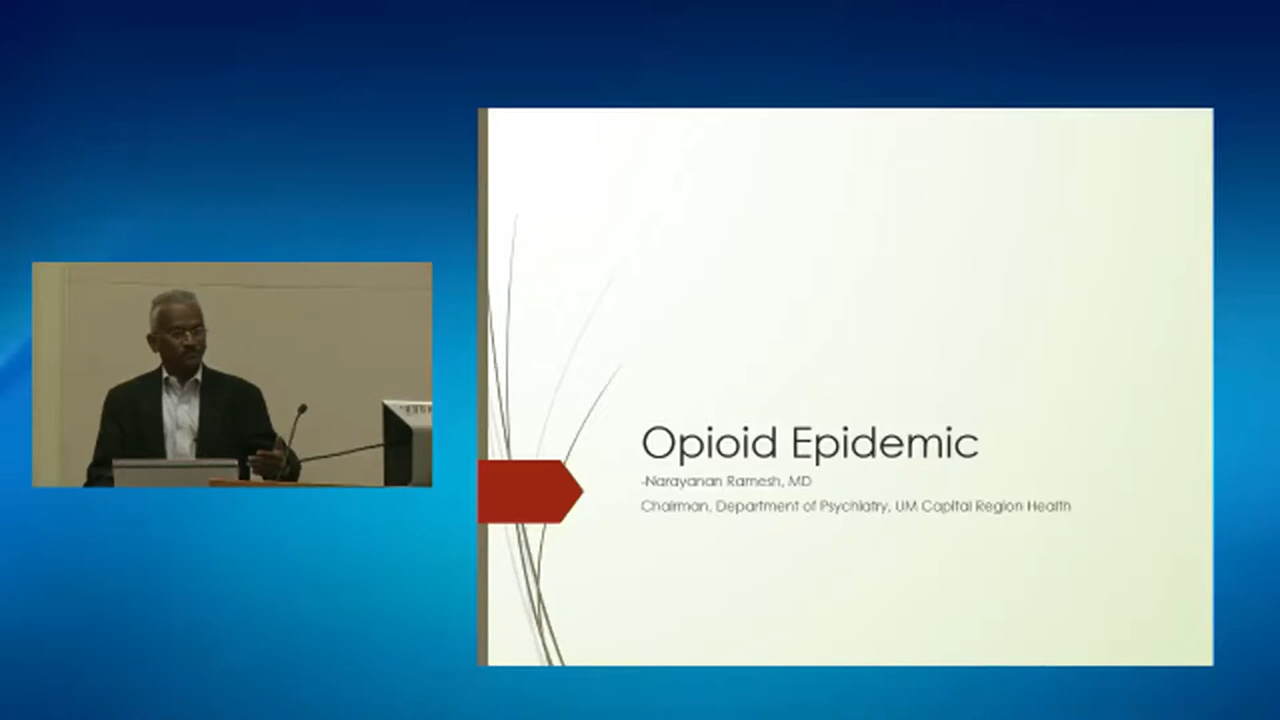 Opioid Epidemic
-Narayanan Ramesh, MD
Chairman, Department of Psychiatry, UM Capital Region Health